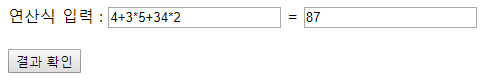 연산식 입력 : 4+3*5+34*2 = 87
결과 확인